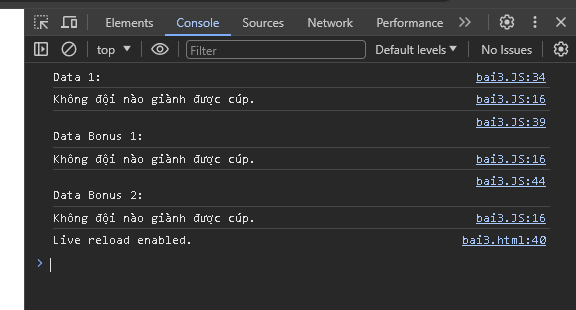 Elements Console Sources Network Performance
top Filter Default levels No Issues
Data 1: bai3.JS:34
Không đội nào giành được cúp. bai3.JS:16
bai3.JS:39
Data Bonus 1:
Không đội nào giành được cúp. bai3.JS:16
bai3.JS:44
Data Bonus 2:
Không đội nào giành được cúp. bai3.JS:16
Live reload enabled. bai3.html:40